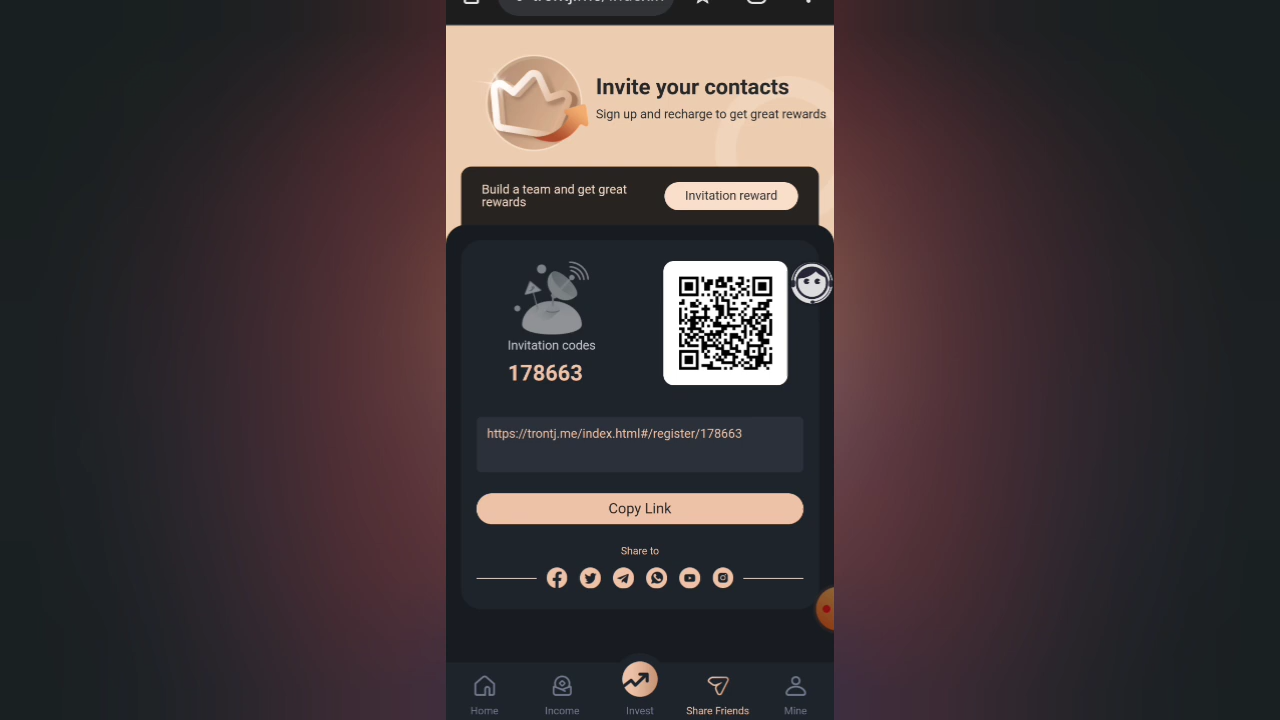 Invite your contacts
Sign up and recharge to get great rewards
Build a team and get great
rewards
Invitation reward
Invitation codes
178663
https://trontj.me/index.html#/register/178663
Copy Link
Share to
Home
Income
Invest
Share Friends
Mine